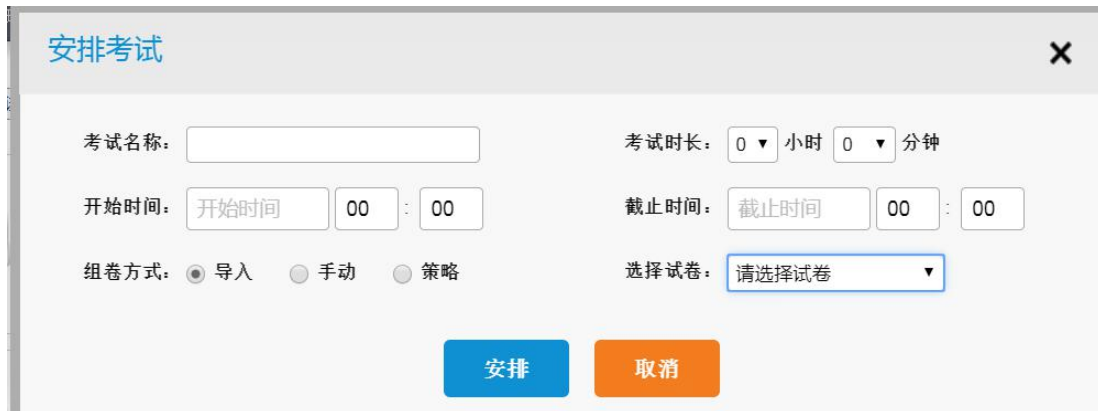 安排考试
考试名称： 考试时长： 0 小时 0 分钟
开始时间： 开始时间 00 : 00 截止时间： 截止时间 00 : 00
组卷方式： 导入 手动 策略 选择试卷： 请选择试卷
安排 取消